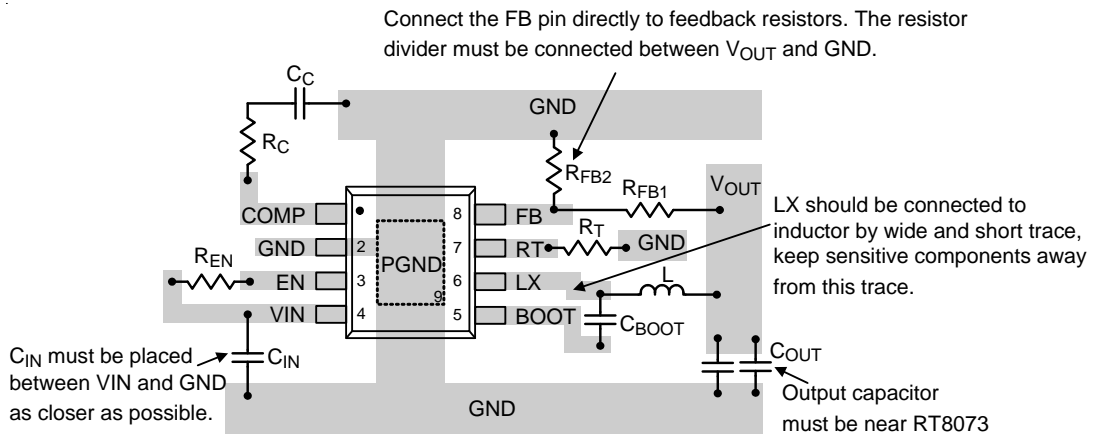 Connect the FB pin directly to feedback resistors. The resistor
divider must be connected between VOUT and GND.
CC
GND
RC
RFB2
RFB1
VOUT
COMP
8
FB
LX should be connected to
inductor by wide and short trace,
keep sensitive components away
from this trace.
GND
2
PGND
7
RT
RT
GND
REN
EN
3
6
LX
L
9
VIN
4
5
BOOT
CBOOT
CIN must be placed
between VIN and GND
as closer as possible.
CIN
COUT
Output capacitor
must be near RT8073
GND